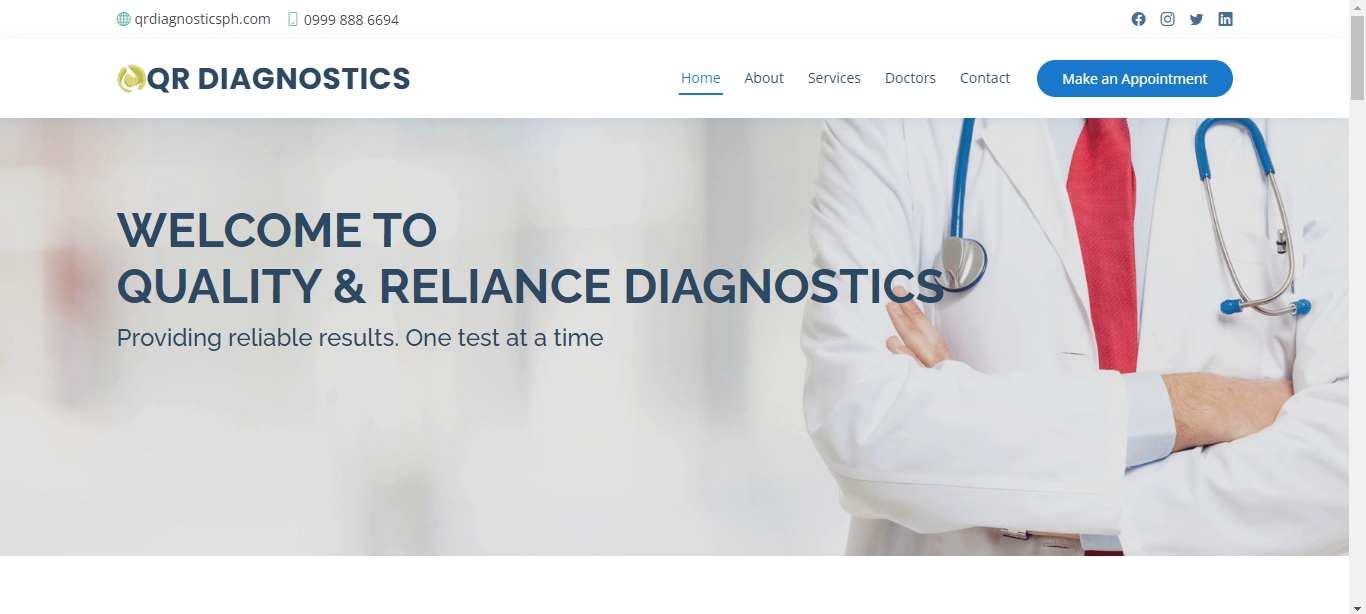 qrdiagnosticsph.com 0999 888 6694
QR DIAGNOSTICS
Home About Services Doctors Contact Make an Appointment
WELCOME TO
QUALITY & RELIANCE DIAGNOSTICS
Providing reliable results. One test at a time